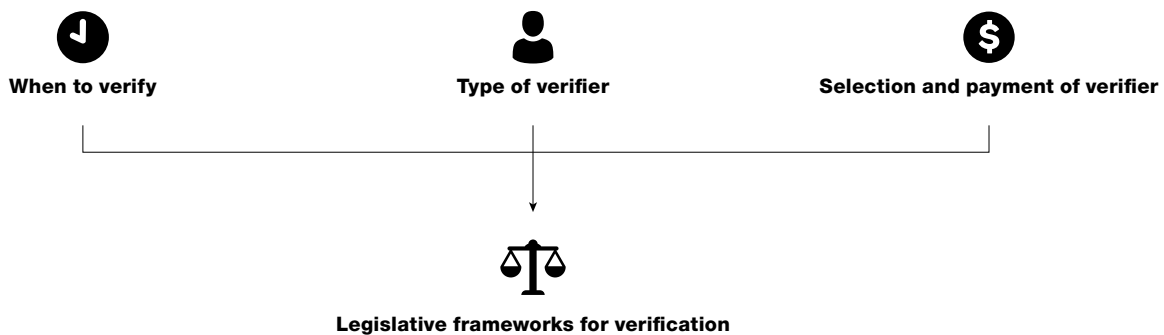 When to verify
Type of verifier
Selection and payment of verifier
Legislative frameworks for verification